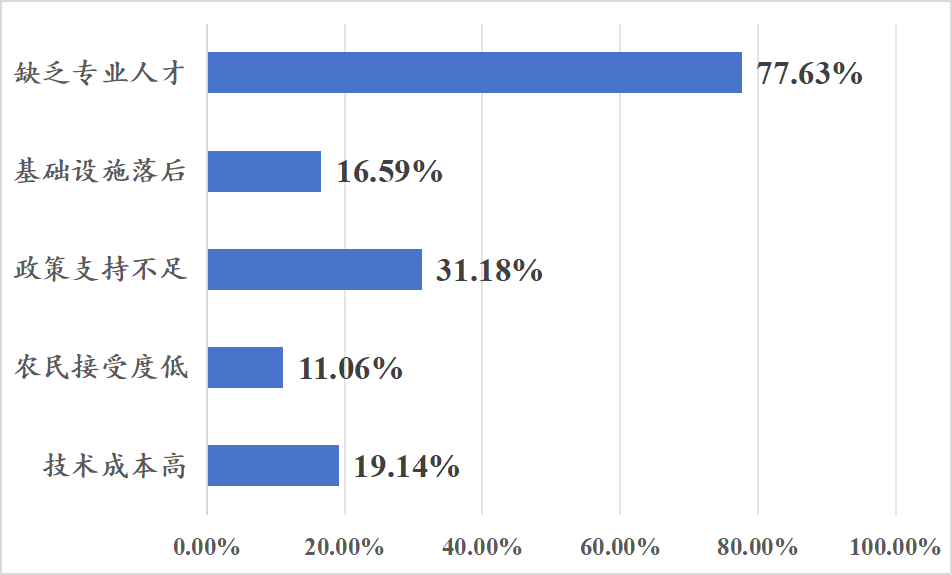 缺乏专业人才
77.63%
基础设施落后
16.59%
政策支持不足
31.18%
农民接受度低
11.06%
技术成本高
19.14%
0.00% 20.00% 40.00% 60.00% 80.00% 100.00%